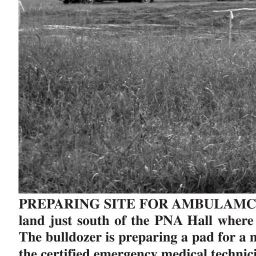 PREPARING SITE FOR AMBULAMC
land just south of the PNA Hall where
The bulldozer is preparing a pad for a
the certified emergency medical